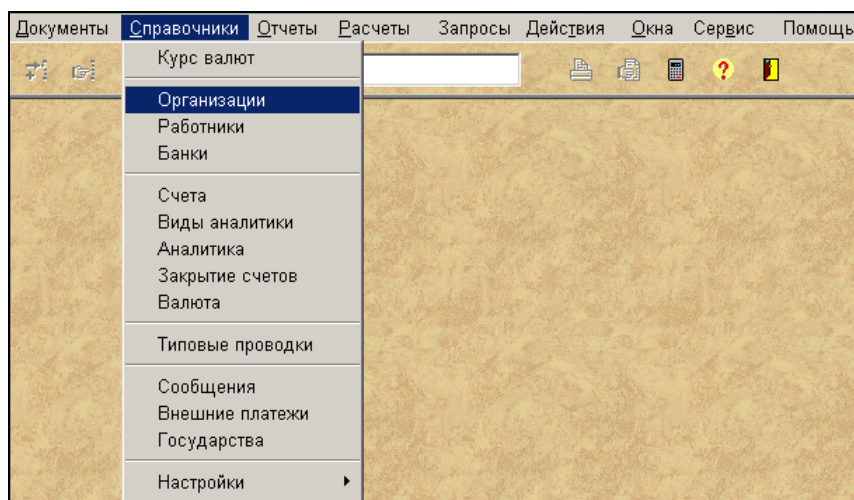 Документы Справочники Отчеты Расчеты Запросы Действия Окна Сервис Помощь
Курс валют
?
Организации
Работники
Банки
Счета
Виды аналитики
Аналитика
Закрытие счетов
Валюта
Типовые проводки
Сообщения
Внешние платежи
Государства
Настройки